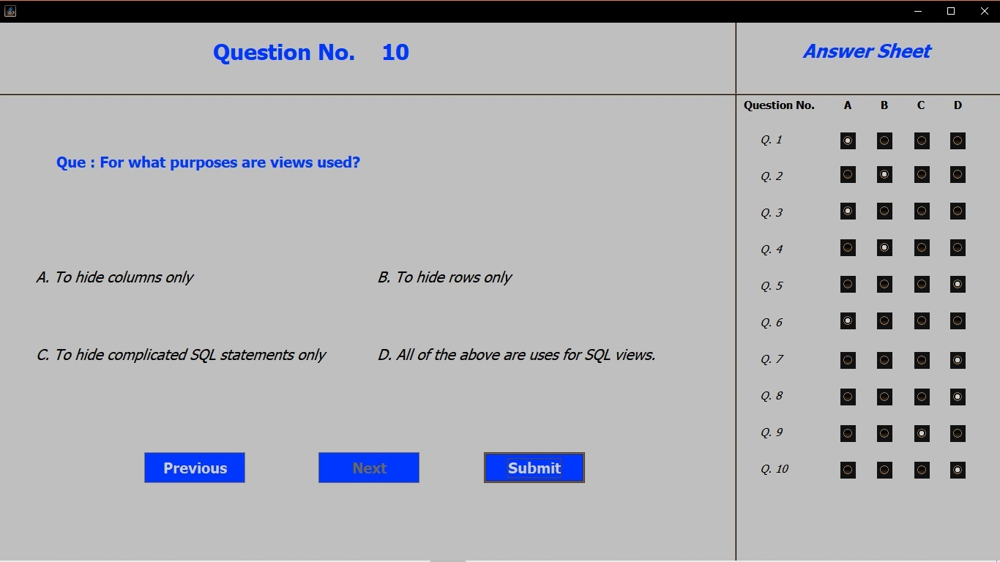 Question No. 10
Answer Sheet
Question No. A B C D
Que : For what purposes are views used?
A. To hide columns only
B. To hide rows only
C. To hide complicated SQL statements only
D. All of the above are uses for SQL views.
Previous
Next
Submit
Q. 1
Q. 2
Q. 3
Q. 4
Q. 5
Q. 6
Q. 7
Q. 8
Q. 9
Q. 10